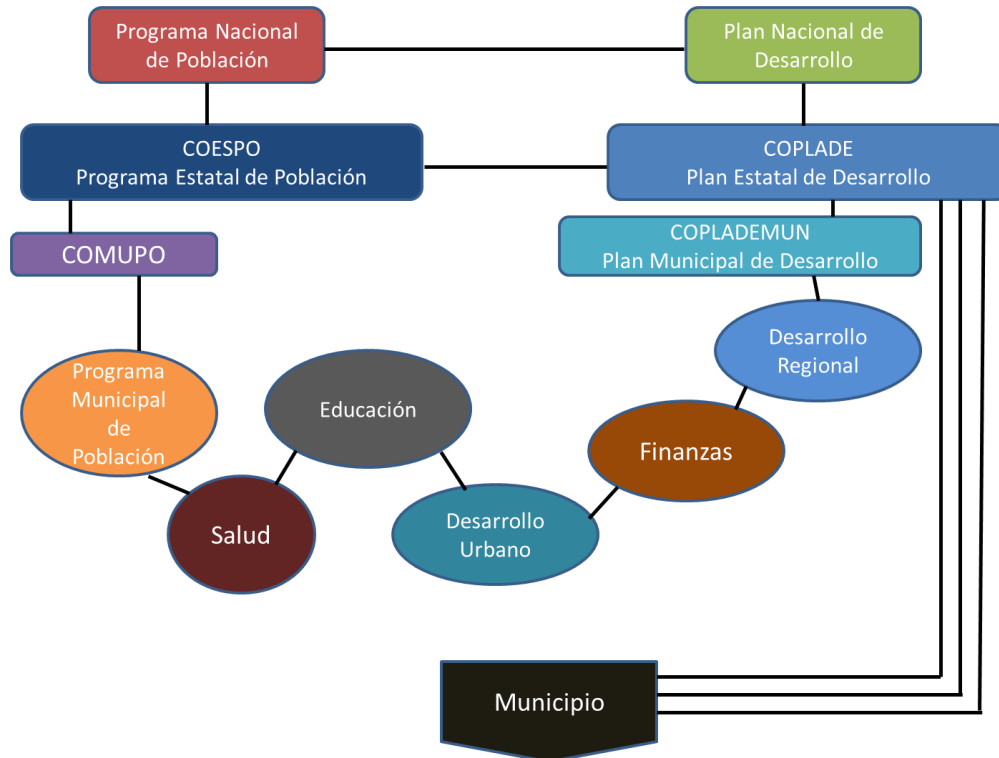 Programa Nacional
de Población
Plan Nacional de
Desarrollo
COESPO
Programa Estatal de Población
COPLADE
Plan Estatal de Desarrollo
COMUPO
COPLADEMUN
Plan Municipal de Desarrollo
Programa
Municipal
de
Población
Salud
Educación
Desarrollo
Urbano
Finanzas
Desarrollo
Regional
Municipio